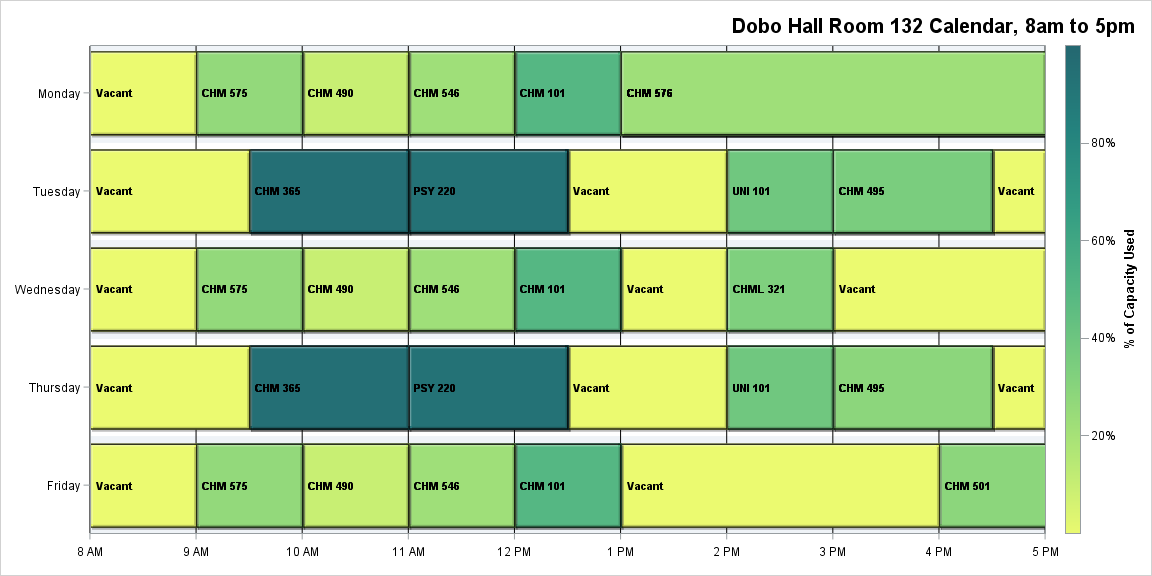 Dobo Hall Room 132 Calendar, 8am to 5pm
Monday
Vacant
CHM 575
CHM 490
CHM 546
CHM 101
CHM 576
Tuesday
Vacant
CHM 365
PSY 220
Vacant
UNI 101
CHM 495
Vacant
Wednesday
Vacant
CHM 575
CHM 490
CHM 546
CHM 101
Vacant
CHML 321
Vacant
Thursday
Vacant
CHM 365
PSY 220
Vacant
UNI 101
CHM 495
Vacant
Friday
Vacant
CHM 575
CHM 490
CHM 546
CHM 101
Vacant
CHM 501
8 AM
9 AM
10 AM
11 AM
12 PM
1 PM
2 PM
3 PM
4 PM
5 PM
80%
60%
40%
20%
% of Capacity Used